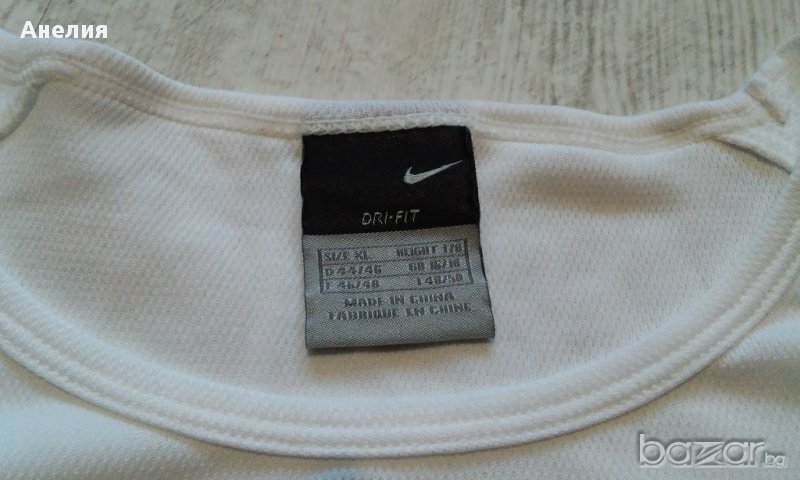 Анелия
DRI-FIT
SIZE XL HEIGHT 178
D 44/46 GB 16/18
F 46/48 I 48/50
MADE IN CHINA
FABRIQUE EN CHINE
bazar.bg